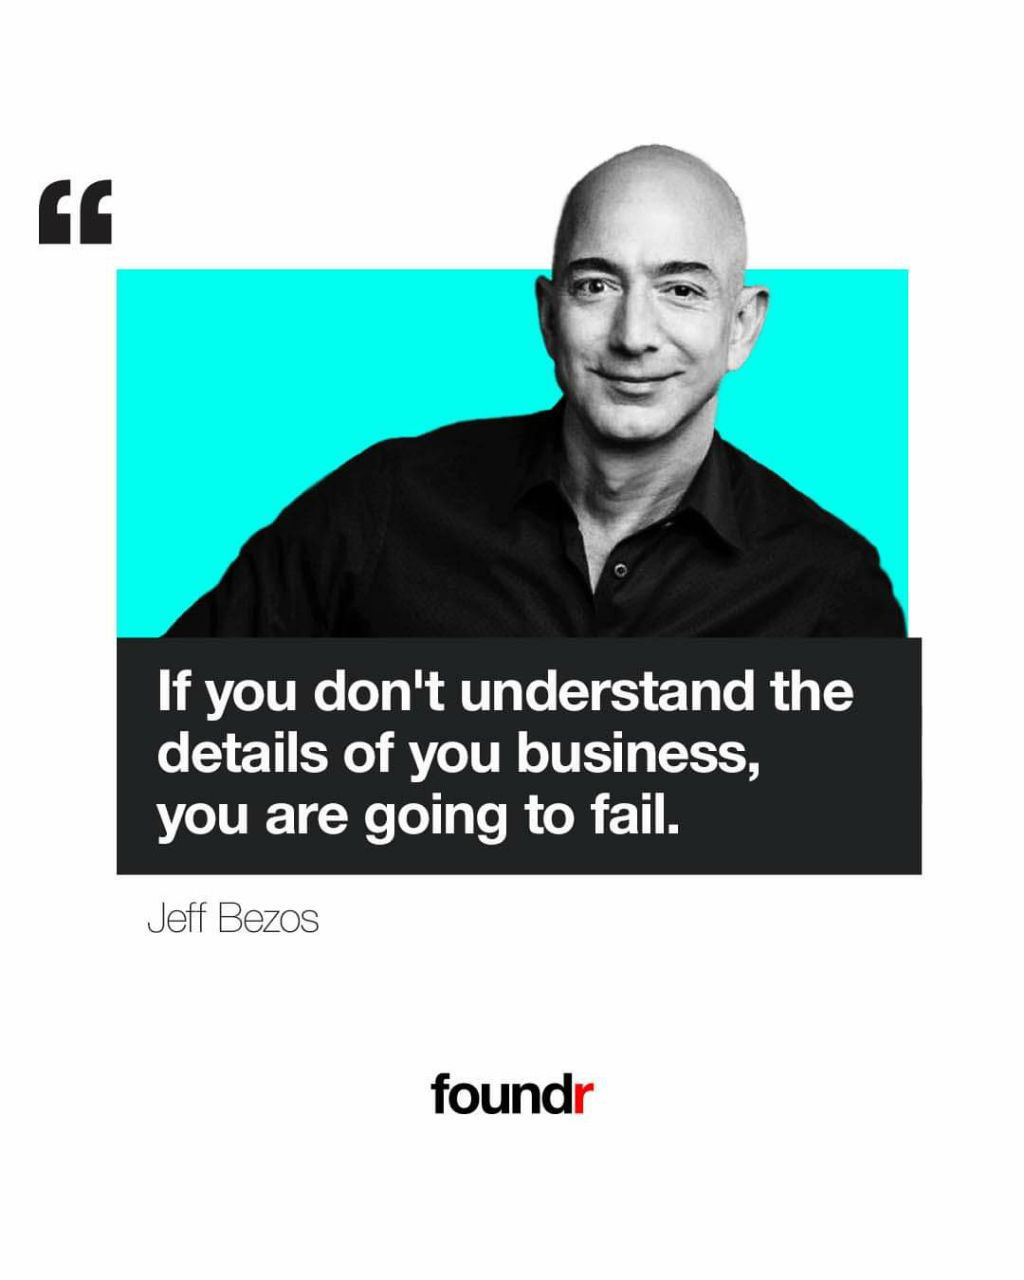 “
If you don't understand the
details of you business,
you are going to fail.
Jeff Bezos
foundr